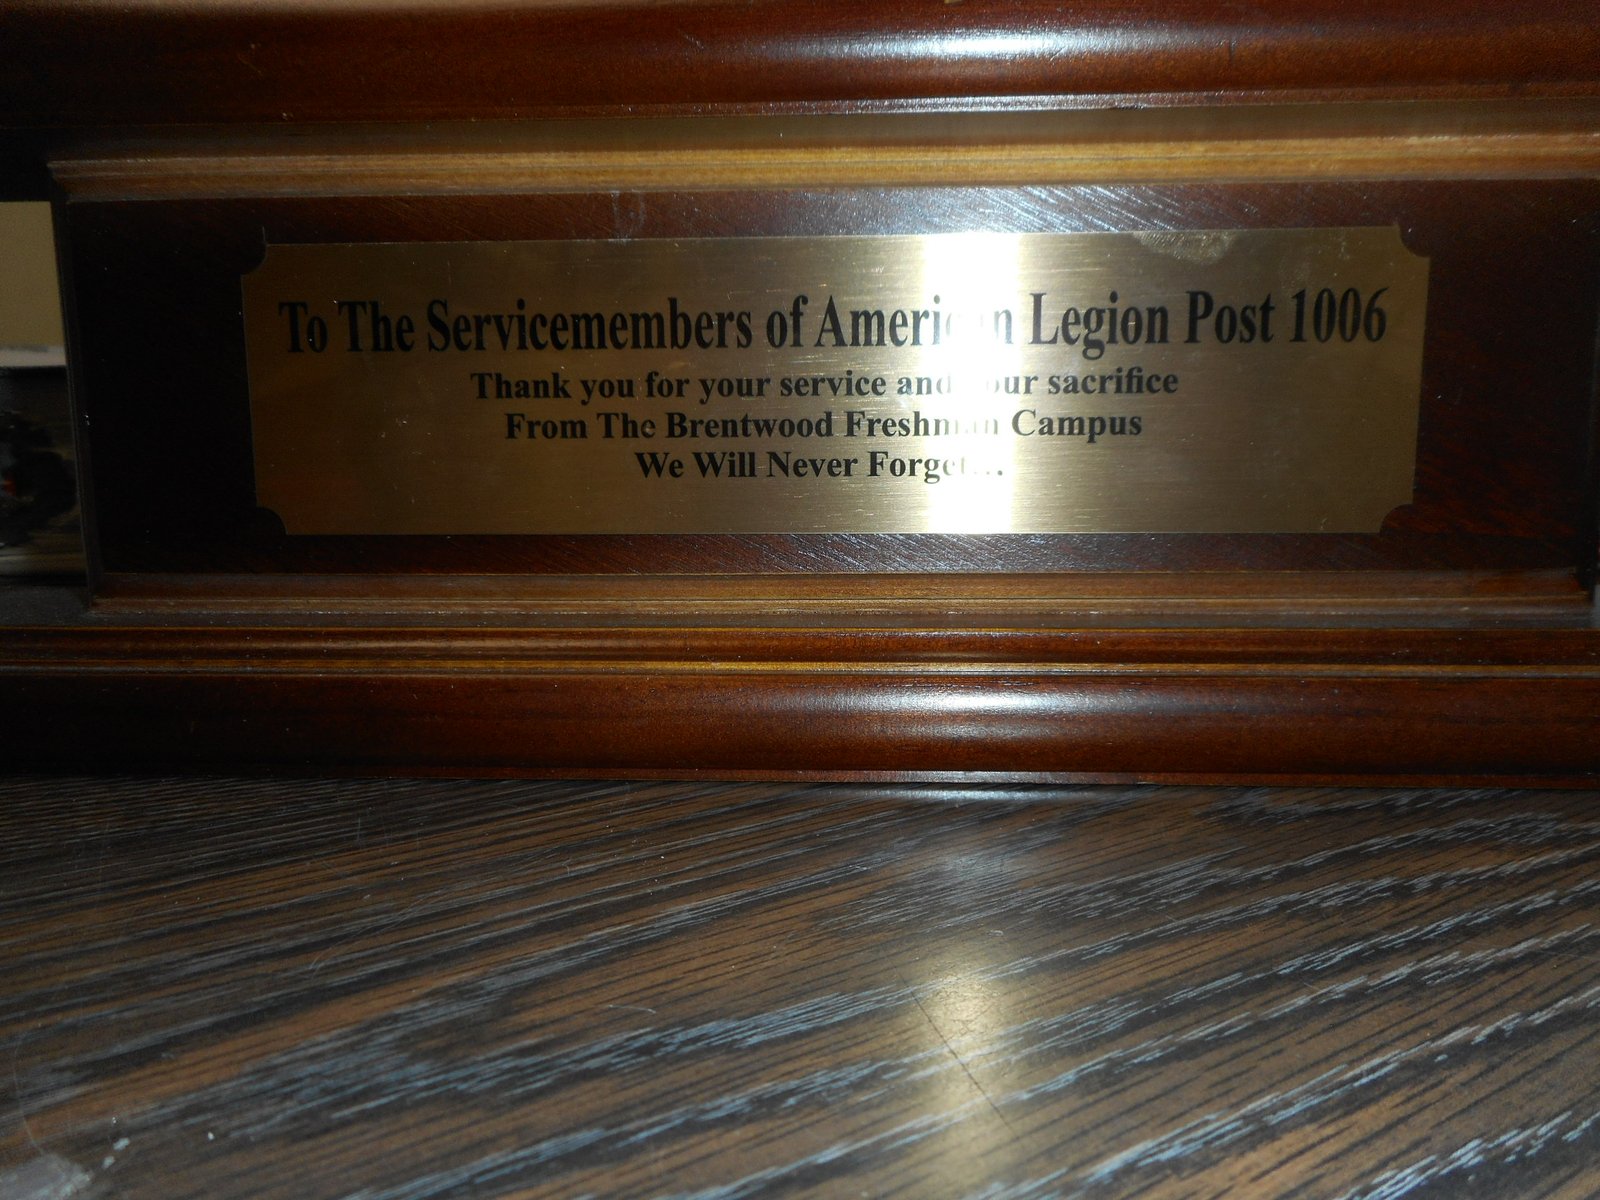 To The Servicemembers of American Legion Post 1006
Thank you for your service and your sacrifice
From The Brentwood Freshman Campus
We Will Never Forget...